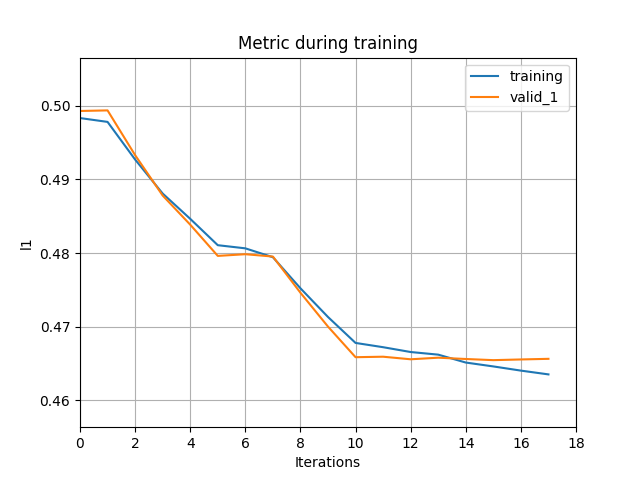 Metric during training
training
valid_1
0.50
0.49
0.48
0.47
0.46
l1
0 2 4 6 8 10 12 14 16 18
Iterations